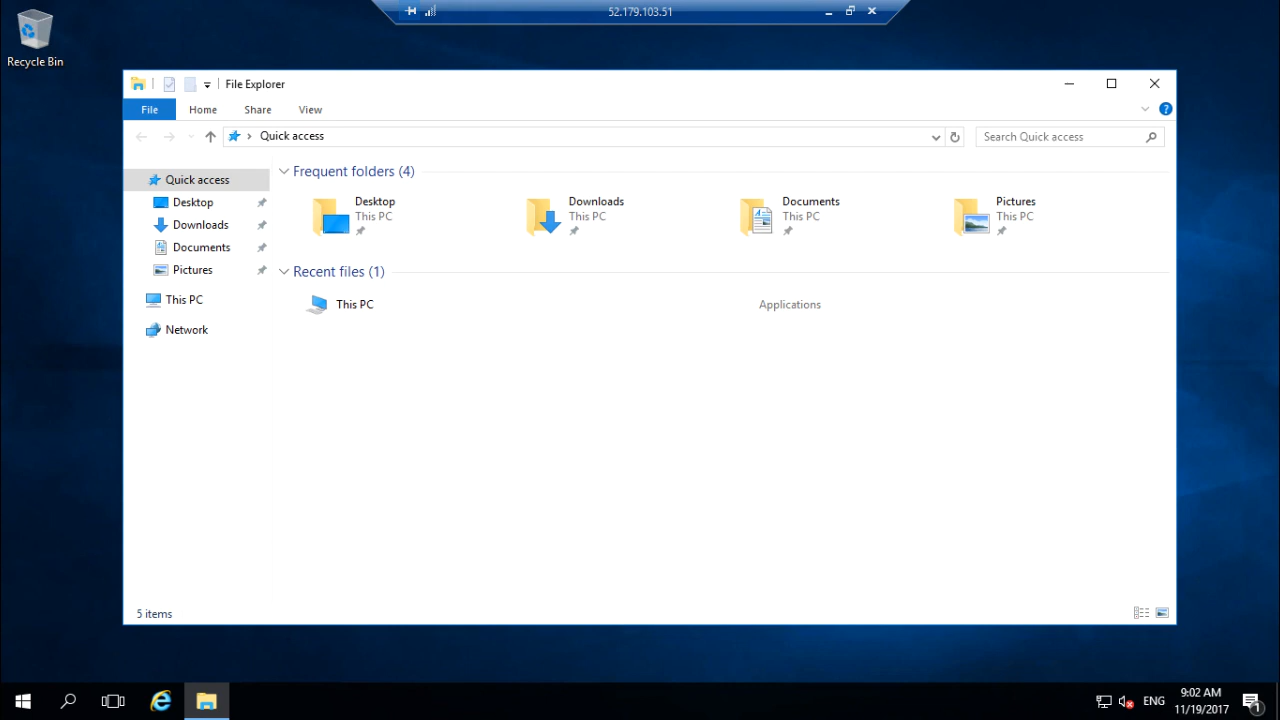 52.179.103.51
Recycle Bin
File Explorer
File Home Share View
Quick access
Search Quick access
Quick access
Desktop
Downloads
Documents
Pictures
This PC
Network
Frequent folders (4)
Desktop
This PC
Downloads
This PC
Documents
This PC
Pictures
This PC
Recent files (1)
This PC Applications
5 items
ENG
9:02 AM
11/19/2017
1